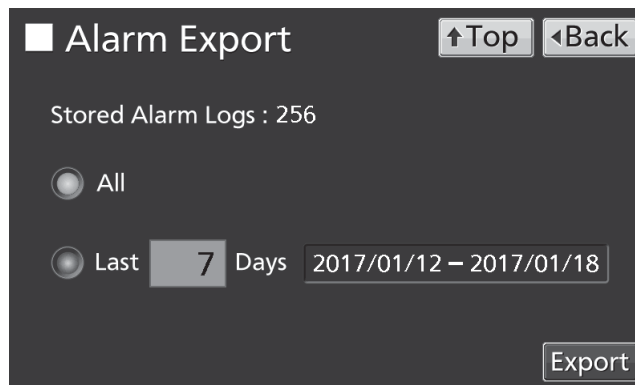 Alarm Export ↑Top ◂Back
Stored Alarm Logs : 256
All
Last 7 Days 2017/01/12 – 2017/01/18
Export